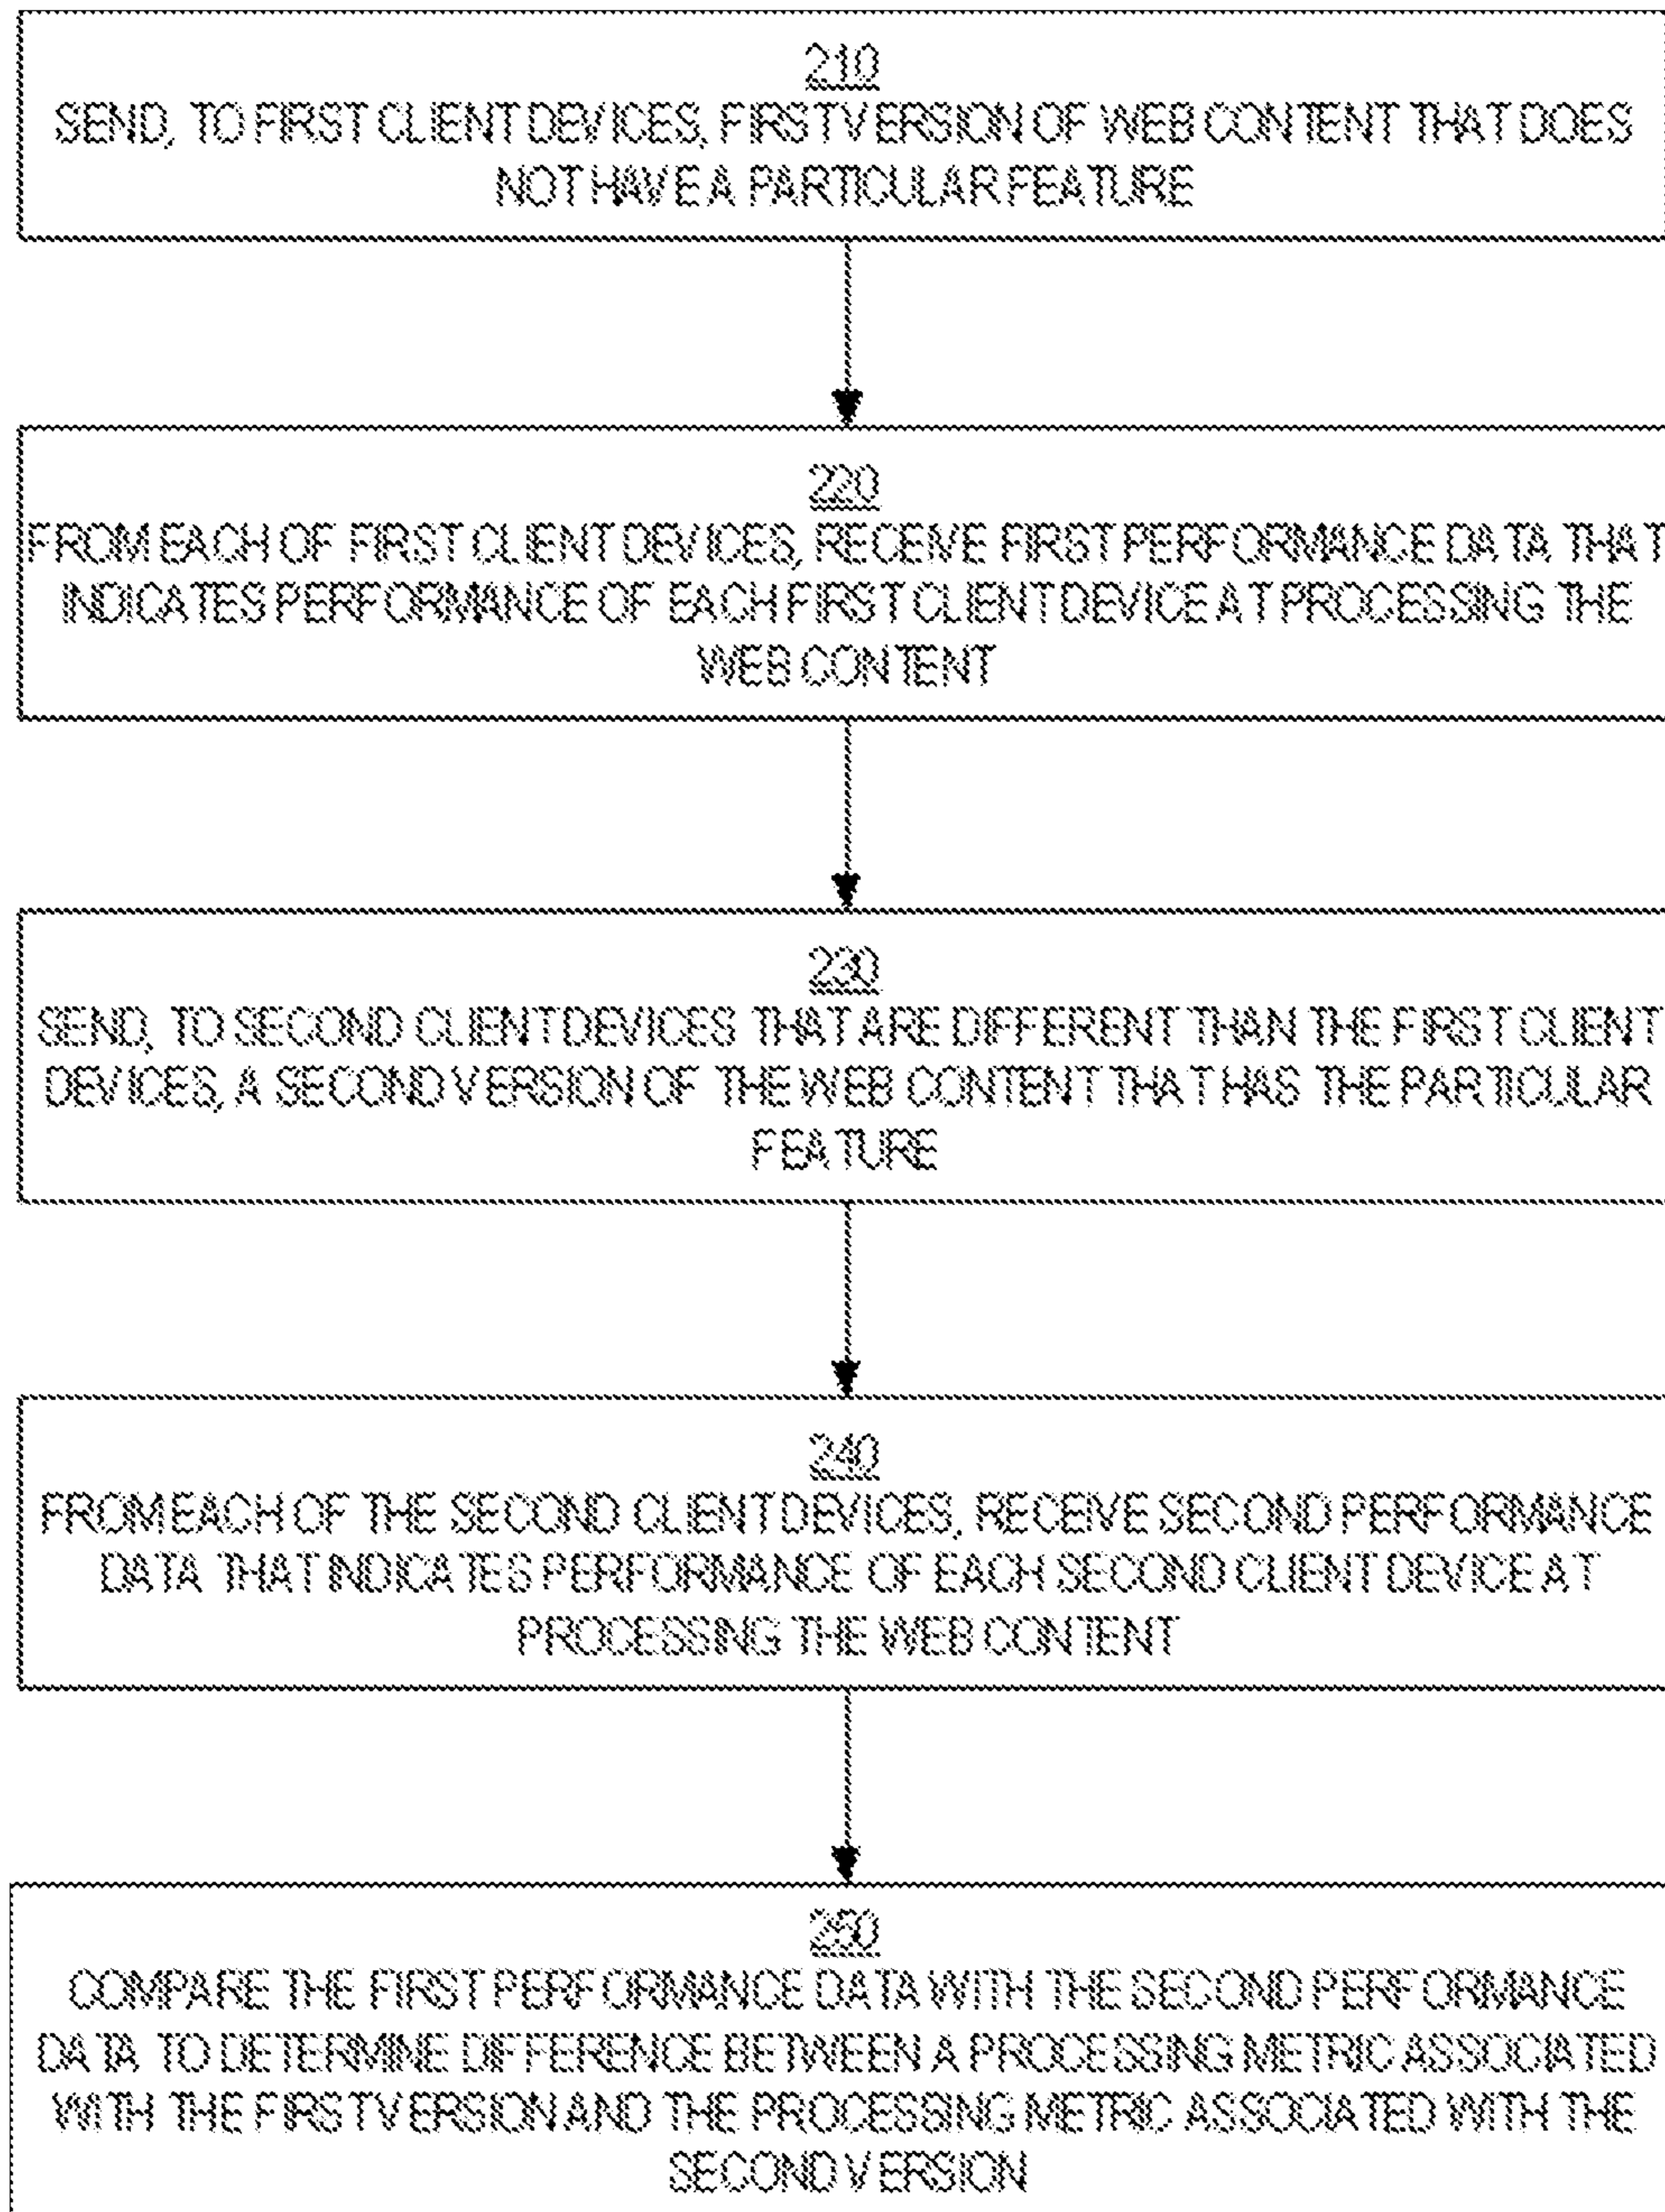 210
SEND, TO FIRST CLIENT DEVICES, FIRST VERSION OF WEB CONTENT THAT DOES
NOT HAVE A PARTICULAR FEATURE
220
FROM EACH OF FIRST CLIENT DEVICES, RECEIVE FIRST PERFORMANCE DATA THAT
INDICATES PERFORMANCE OF EACH FIRST CLIENT DEVICE AT PROCESSING THE
WEB CONTENT
230
SEND, TO SECOND CLIENT DEVICES THAT ARE DIFFERENT THAN THE FIRST CLIENT
DEVICES, A SECOND VERSION OF THE WEB CONTENT THAT HAS THE PARTICULAR
FEATURE
240
FROM EACH OF THE SECOND CLIENT DEVICES, RECEIVE SECOND PERFORMANCE
DATA THAT INDICATES PERFORMANCE OF EACH SECOND CLIENT DEVICE AT
PROCESSING THE WEB CONTENT
250
COMPARE THE FIRST PERFORMANCE DATA WITH THE SECOND PERFORMANCE
DATA TO DETERMINE DIFFERENCE BETWEEN A PROCESSING METRIC ASSOCIATED
WITH THE FIRST VERSION AND THE PROCESSING METRIC ASSOCIATED WITH THE
SECOND VERSION